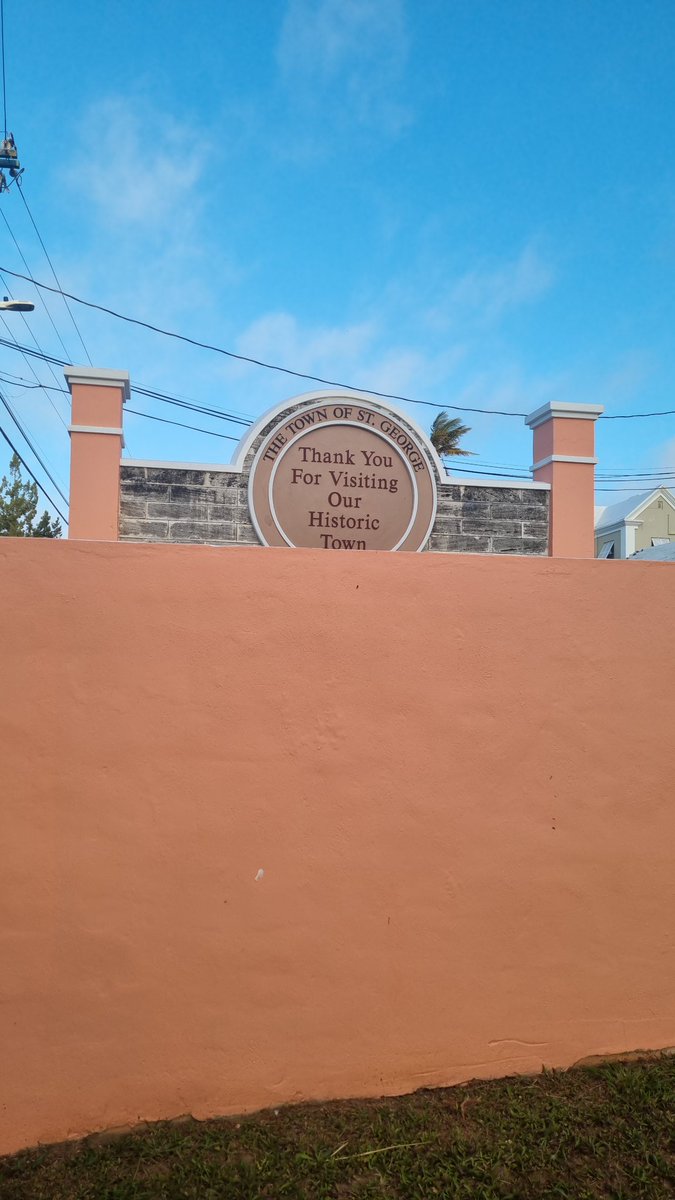 THE TOWN OF ST. GEORGE
Thank You
For Visiting
Our
Historic
Town